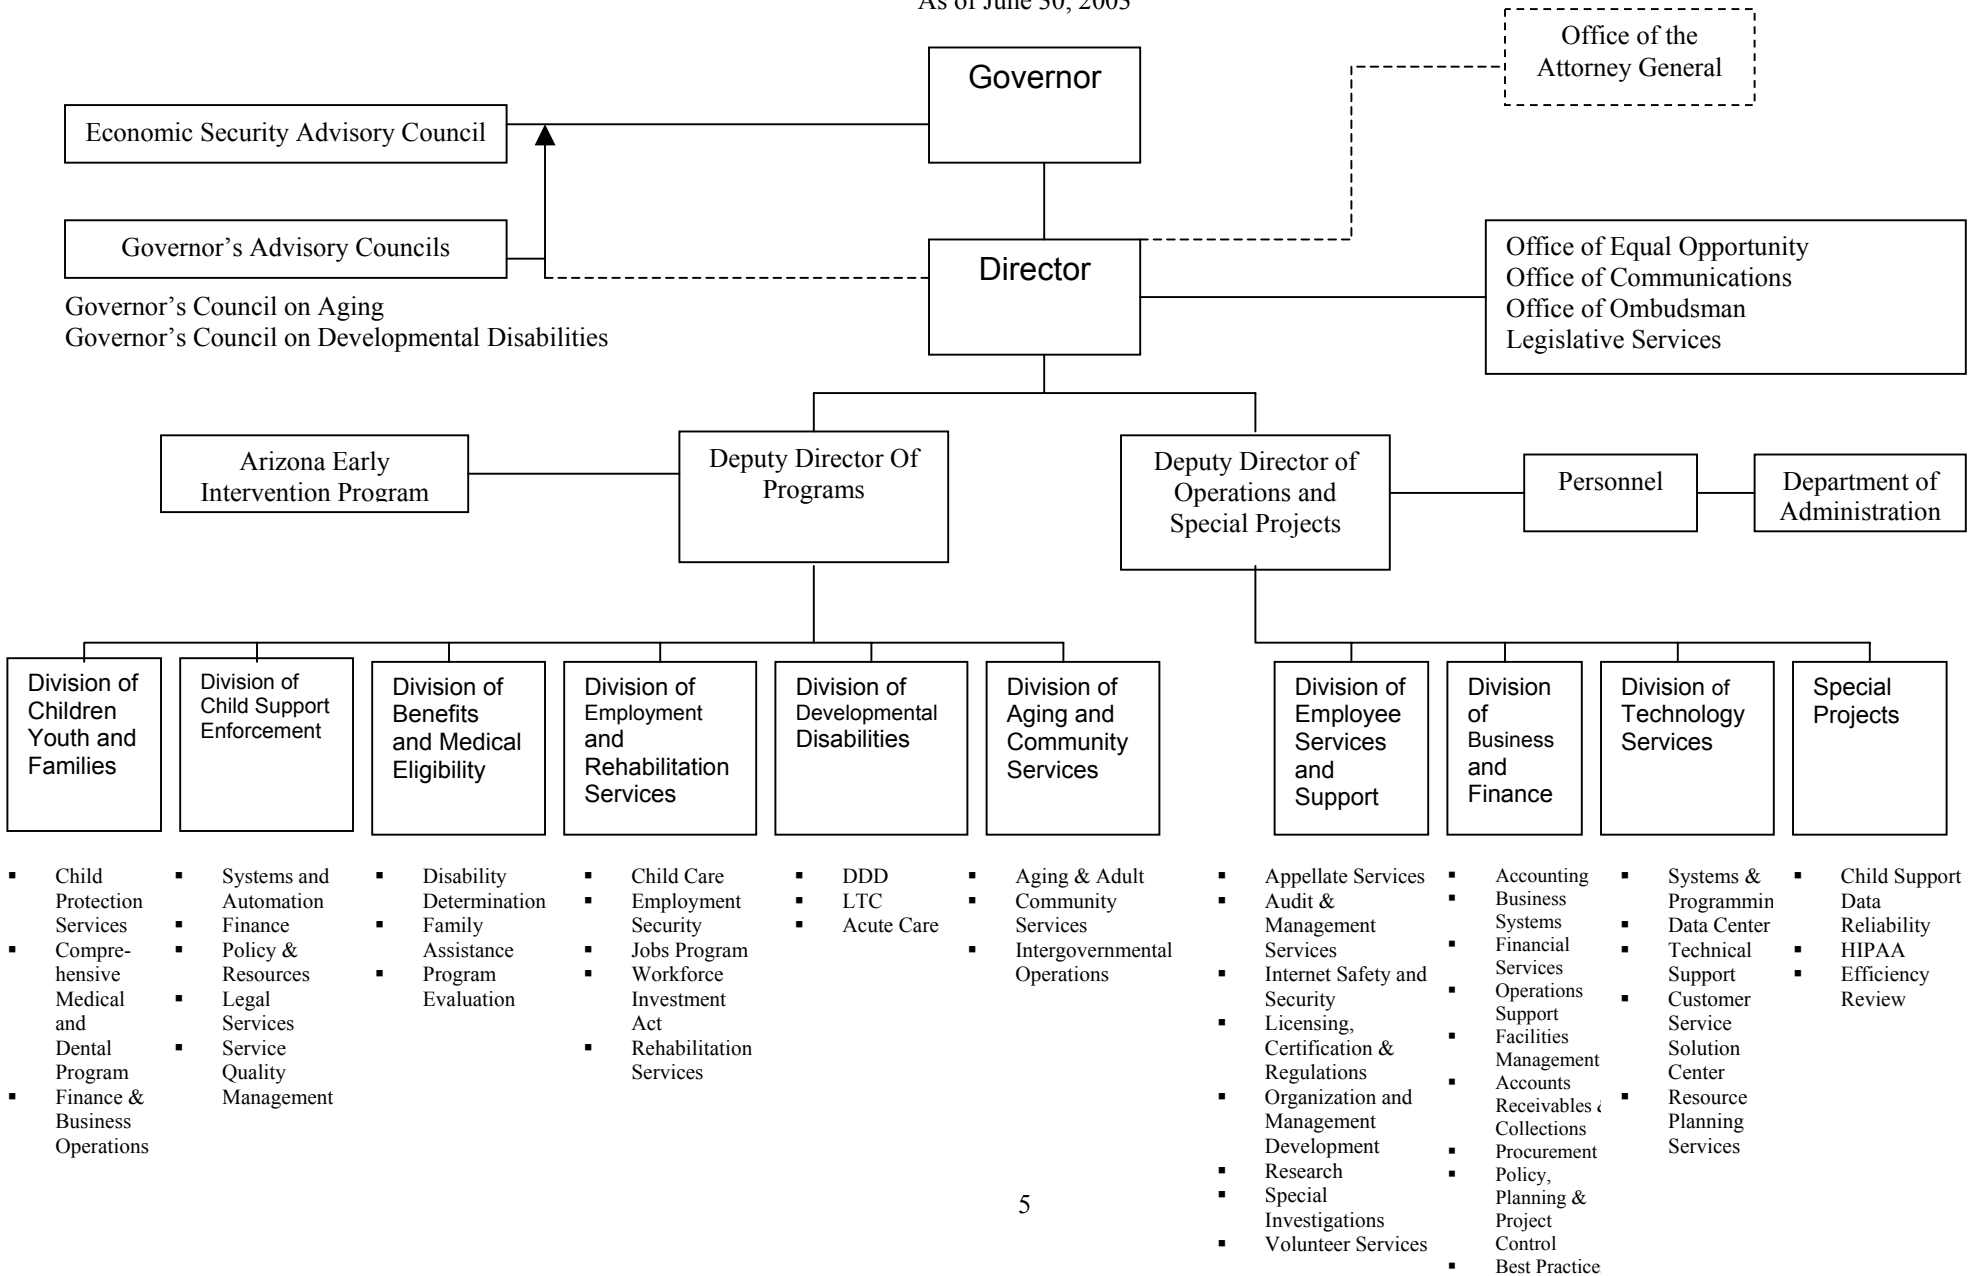 As of June 30, 2003
Office of the
Attorney General
Governor
Economic Security Advisory Council
Governor’s Advisory Councils
Governor’s Council on Aging
Governor’s Council on Developmental Disabilities
Director
Office of Equal Opportunity
Office of Communications
Office of Ombudsman
Legislative Services
Arizona Early
Intervention Program
Deputy Director Of
Programs
Deputy Director of
Operations and
Special Projects
Personnel
Department of
Administration
Division of
Children
Youth and
Families
Division of
Child Support
Enforcement
Division of
Benefits
and Medical
Eligibility
Division of
Employment
and
Rehabilitation
Services
Division of
Developmental
Disabilities
Division of
Aging and
Community
Services
Division of
Employee
Services
and
Support
Division
of
Business
and
Finance
Division of
Technology
Services
Special
Projects
▪ Child
Protection
Services
▪ Compre-
hensive
Medical
and
Dental
Program
▪ Finance &
Business
Operations
▪ Systems and
Automation
▪ Finance
▪ Policy &
Resources
▪ Legal
Services
▪ Service
Quality
Management
▪ Disability
Determination
▪ Family
Assistance
▪ Program
Evaluation
▪ Child Care
▪ Employment
Security
▪ Jobs Program
▪ Workforce
Investment
Act
▪ Rehabilitation
Services
▪ DDD
▪ LTC
▪ Acute Care
▪ Aging & Adult
▪ Community
Services
▪ Intergovernmental
Operations
▪ Appellate Services
▪ Audit &
Management
Services
▪ Internet Safety and
Security
▪ Licensing,
Certification &
Regulations
▪ Organization and
Management
Development
▪ Research
▪ Special
Investigations
▪ Volunteer Services
▪ Accounting
▪ Business
Systems
▪ Financial
Services
▪ Operations
Support
▪ Facilities
Management
▪ Accounts
Receivables &
Collections
▪ Procurement
▪ Policy,
Planning &
Project
Control
▪ Best Practice
▪ Systems &
Programmin
▪ Data Center
▪ Technical
Support
▪ Customer
Service
Solution
Center
▪ Resource
Planning
Services
▪ Child Support
Data
Reliability
▪ HIPAA
▪ Efficiency
Review
5